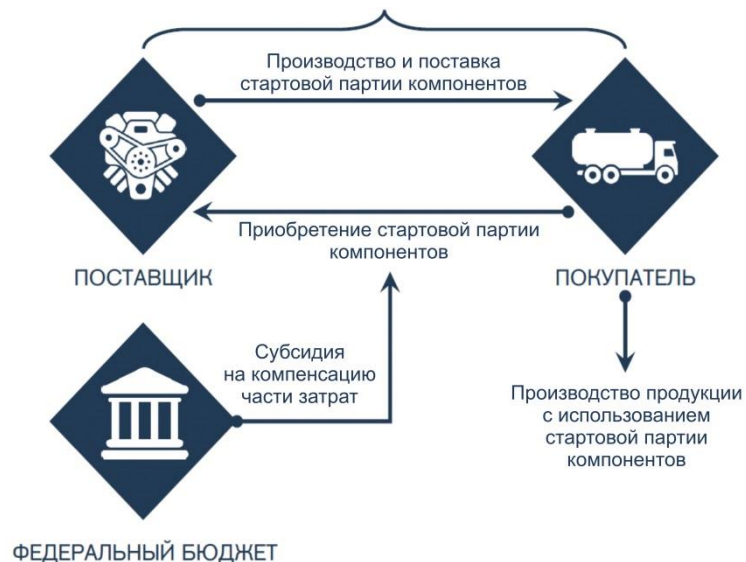 Производство и поставка
стартовой партии компонентов
Приобретение стартовой партии
компонентов
ПОСТАВЩИК
ПОКУПАТЕЛЬ
Субсидия
на компенсацию
части затрат
Производство продукции
с использованием
стартовой партии
компонентов
ФЕДЕРАЛЬНЫЙ БЮДЖЕТ